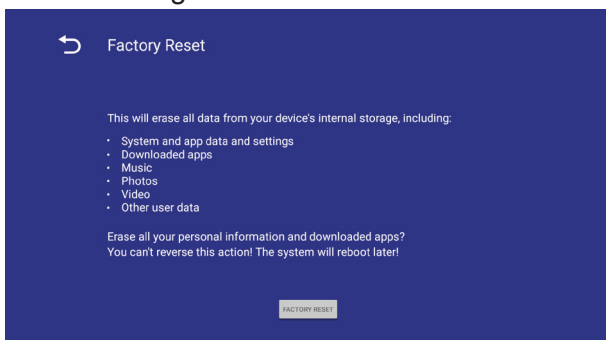 Factory Reset
This will erase all data from your device's internal storage, including:
• System and app data and settings
• Downloaded apps
• Music
• Photos
• Video
• Other user data
Erase all your personal information and downloaded apps?
You can't reverse this action! The system will reboot later!
FACTORY RESET